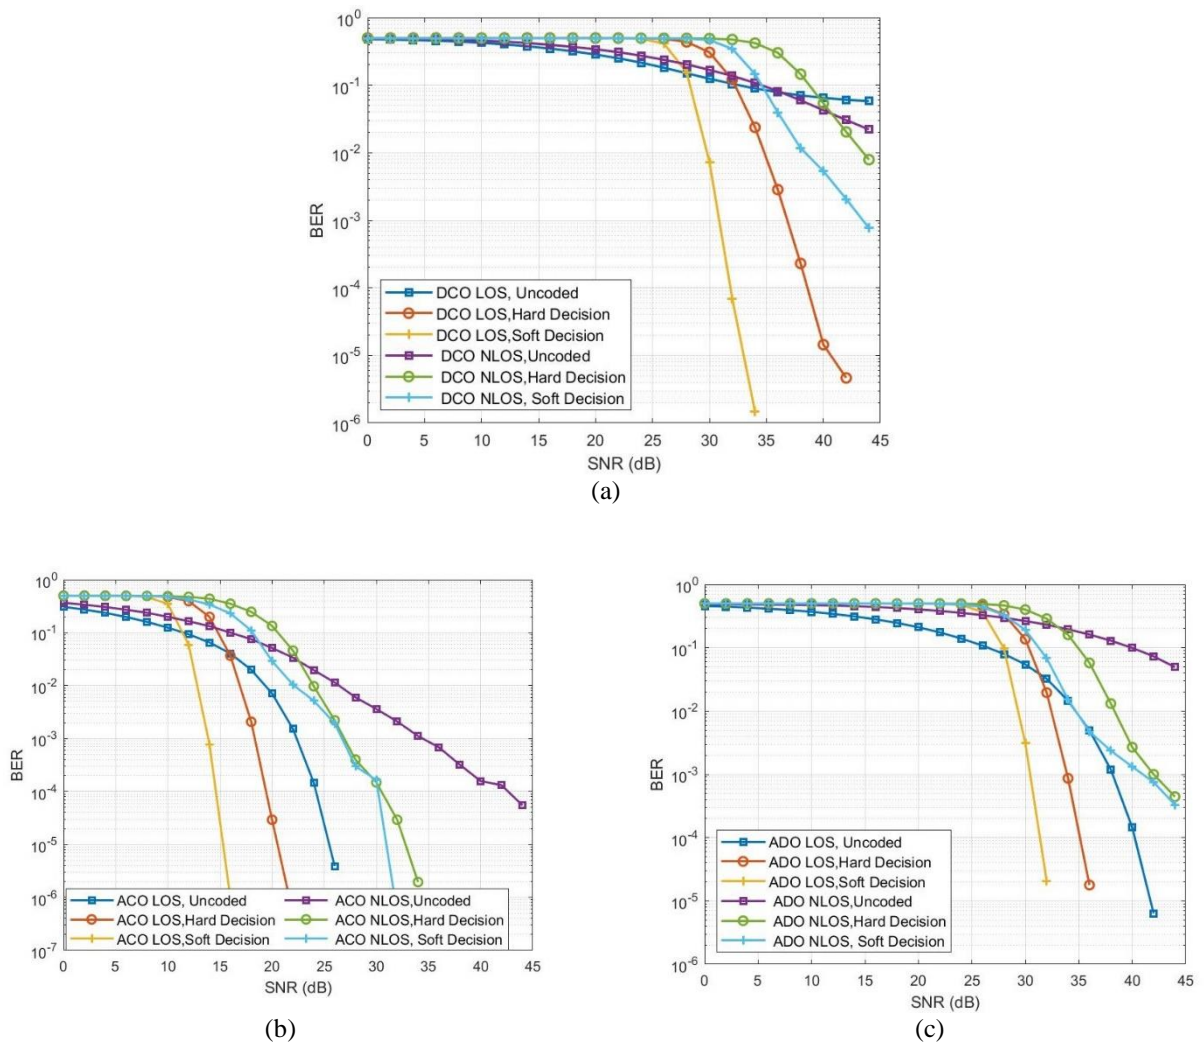 10^0
10^-1
10^-2
10^-3
10^-4
10^-5
10^-6
BER
DCO LOS, Uncoded
DCO LOS,Hard Decision
DCO LOS,Soft Decision
DCO NLOS,Uncoded
DCO NLOS,Hard Decision
DCO NLOS, Soft Decision
0 5 10 15 20 25 30 35 40 45
SNR (dB)
(a)
10^0
10^-1
10^-2
10^-3
10^-4
10^-5
10^-6
10^-7
BER
ACO LOS, Uncoded ACO NLOS,Uncoded
ACO LOS,Hard Decision ACO NLOS,Hard Decision
ACO LOS,Soft Decision ACO NLOS, Soft Decision
0 5 10 15 20 25 30 35 40 45
SNR (dB)
(b)
10^0
10^-1
10^-2
10^-3
10^-4
10^-5
10^-6
BER
ADO LOS, Uncoded
ADO LOS,Hard Decision
ADO LOS,Soft Decision
ADO NLOS,Uncoded
ADO NLOS,Hard Decision
ADO NLOS, Soft Decision
0 5 10 15 20 25 30 35 40 45
SNR (dB)
(c)